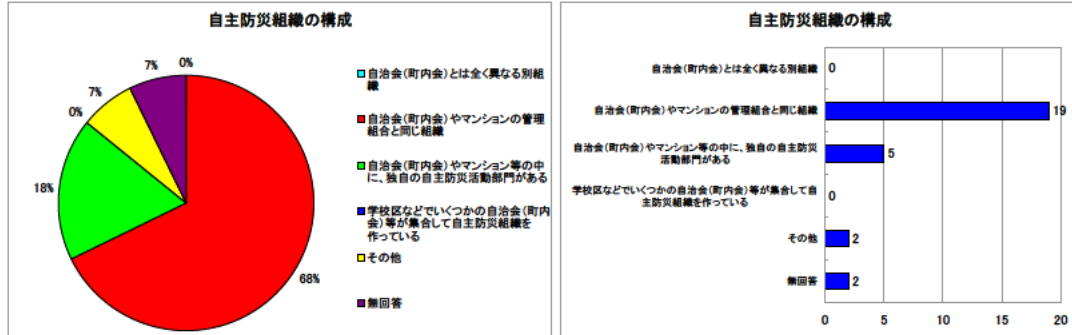 自主防災組織の構成
0%
7%
7%
0%
18%
68%
自治会(町内会)とは全く異なる別組
織
自治会(町内会)やマンションの管理
組合と同じ組織
自治会(町内会)やマンション等の中
に、独自の自主防災活動部門がある
学校区などでいくつかの自治会(町内
会)等が集合して自主防災組織を
作っている
その他
無回答
自主防災組織の構成
自治会(町内会)とは全く異なる別組織
0
自治会(町内会)やマンションの管理組合と同じ組織
19
自治会(町内会)やマンション等の中に、独自の自主防災
活動部門がある
5
学校区などでいくつかの自治会(町内会)等が集合して自
主防災組織を作っている
0
その他
2
無回答
2
0 5 10 15 20